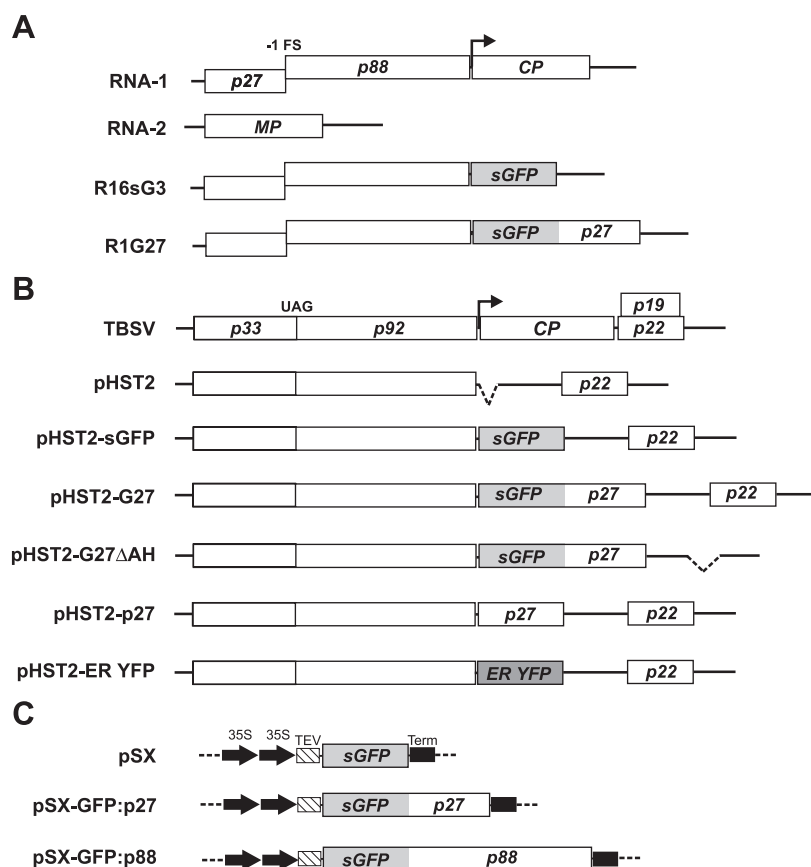 A
-1 FS
RNA-1 p27 p88 CP
RNA-2 MP
R16sG3 sGFP
R1G27 sGFP p27
B
UAG p19
TBSV p33 p92 CP p22
pHST2 p22
pHST2-sGFP sGFP p22
pHST2-G27 sGFP p27 p22
pHST2-G27ΔAH sGFP p27
pHST2-p27 p27 p22
pHST2-ER YFP ER YFP p22
C
35S 35S TEV Term
pSX sGFP
pSX-GFP:p27 sGFP p27
pSX-GFP:p88 sGFP p88